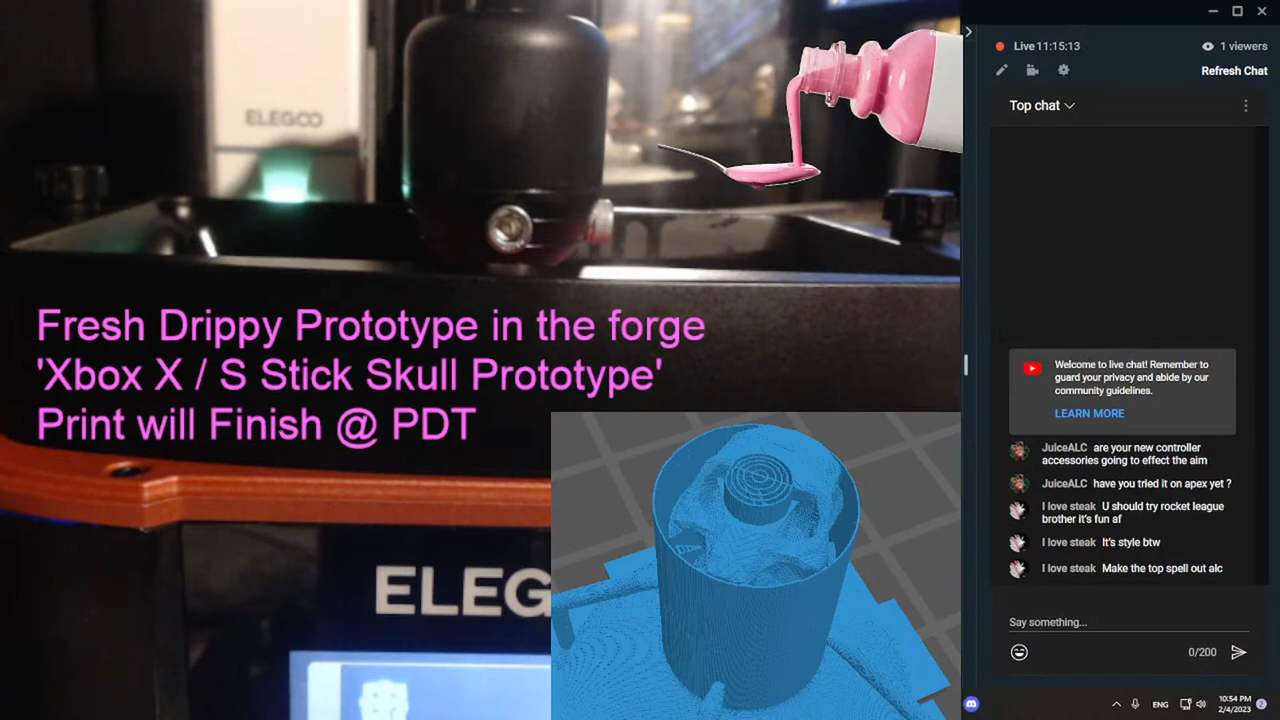 ELEGOO
Fresh Drippy Prototype in the forge
'Xbox X / S Stick Skull Prototype'
Print will Finish @ PDT
ELEG
Live 11:15:13
1 viewers
Refresh Chat
Top chat
Welcome to live chat! Remember to
guard your privacy and abide by our
community guidelines.
LEARN MORE
JuiceALC are your new controller
accessories going to effect the aim
JuiceALC have you tried it on apex yet ?
I love steak U should try rocket league
brother it's fun af
I love steak It's style btw
I love steak Make the top spell out alc
Say something...
0/200
ENG
10:54 PM
2/4/2023
2